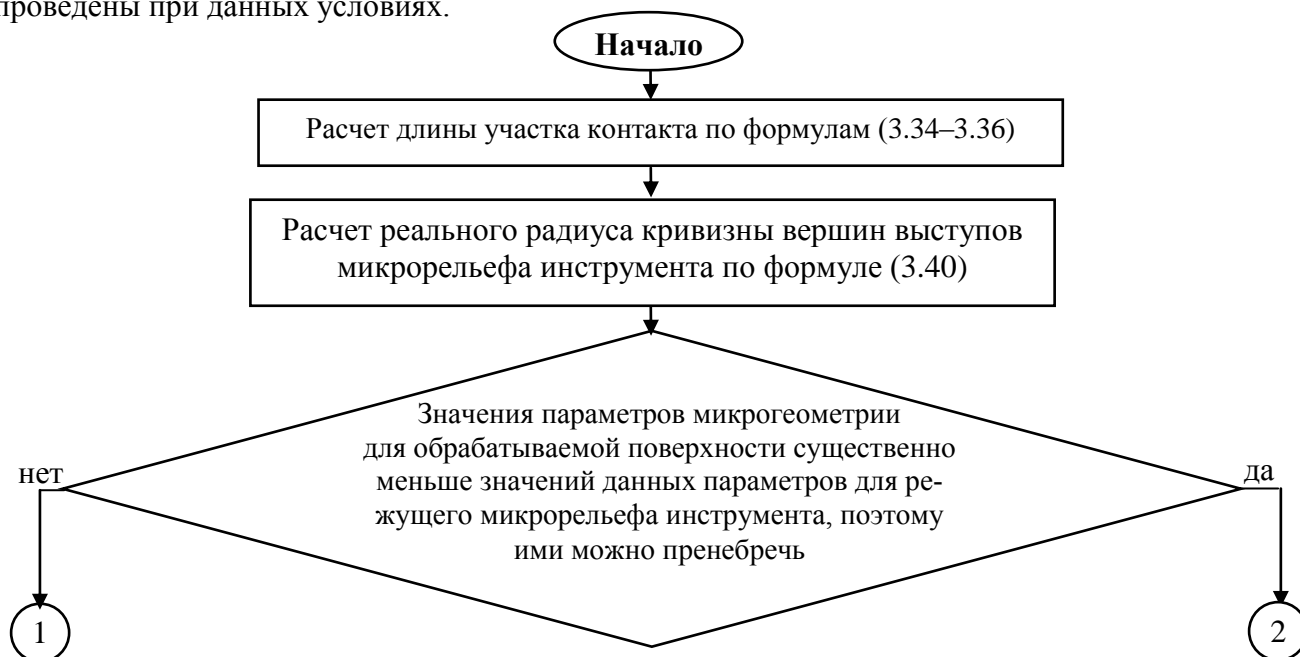 проведены при данных условиях.
Начало
Расчет длины участка контакта по формулам (3.34–3.36)
Расчет реального радиуса кривизны вершин выступов
микрорельефа инструмента по формуле (3.40)
Значения параметров микрогеометрии
для обрабатываемой поверхности существенно
меньше значений данных параметров для ре-
жущего микрорельефа инструмента, поэтому
ими можно пренебречь
нет
да
1
2